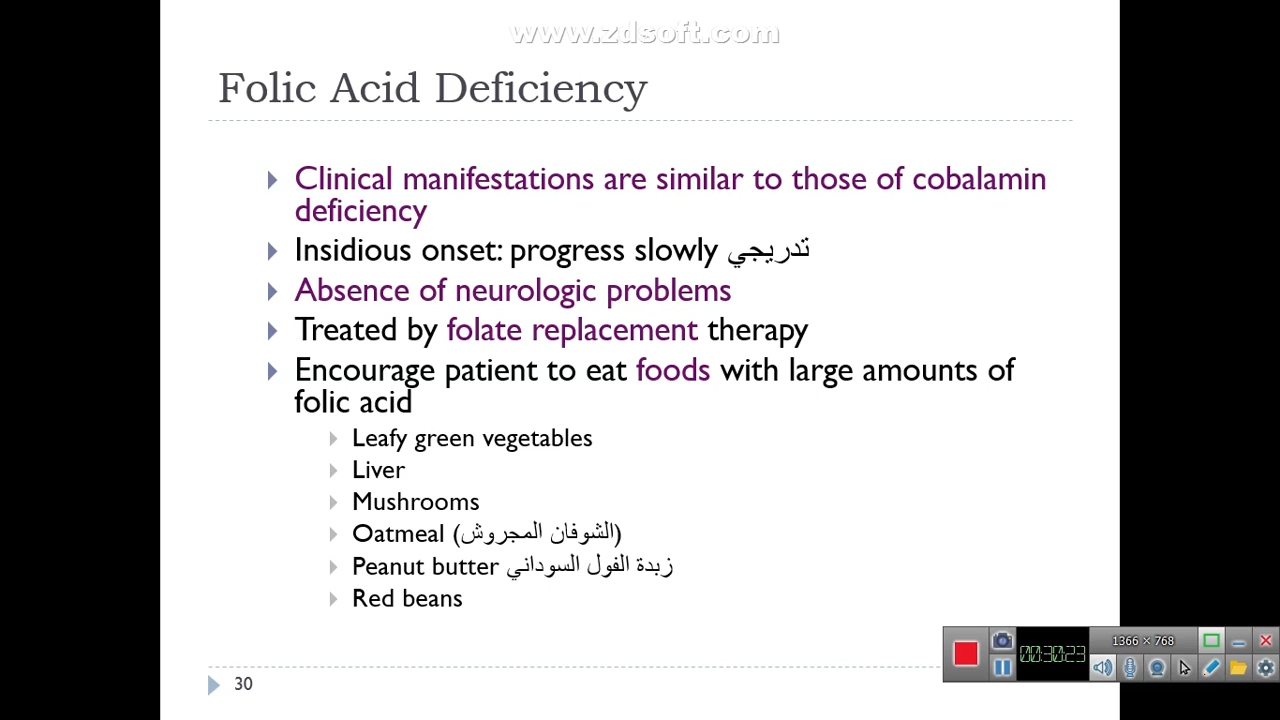 www.zdsoft.com
Folic Acid Deficiency
Clinical manifestations are similar to those of cobalamin
deficiency
Insidious onset: progress slowly تدريجي
Absence of neurologic problems
Treated by folate replacement therapy
Encourage patient to eat foods with large amounts of
folic acid
Leafy green vegetables
Liver
Mushrooms
Oatmeal (الشوفان المجروش)
Peanut butter زبدة الفول السوداني
Red beans
1366 × 768
00:30:23
30